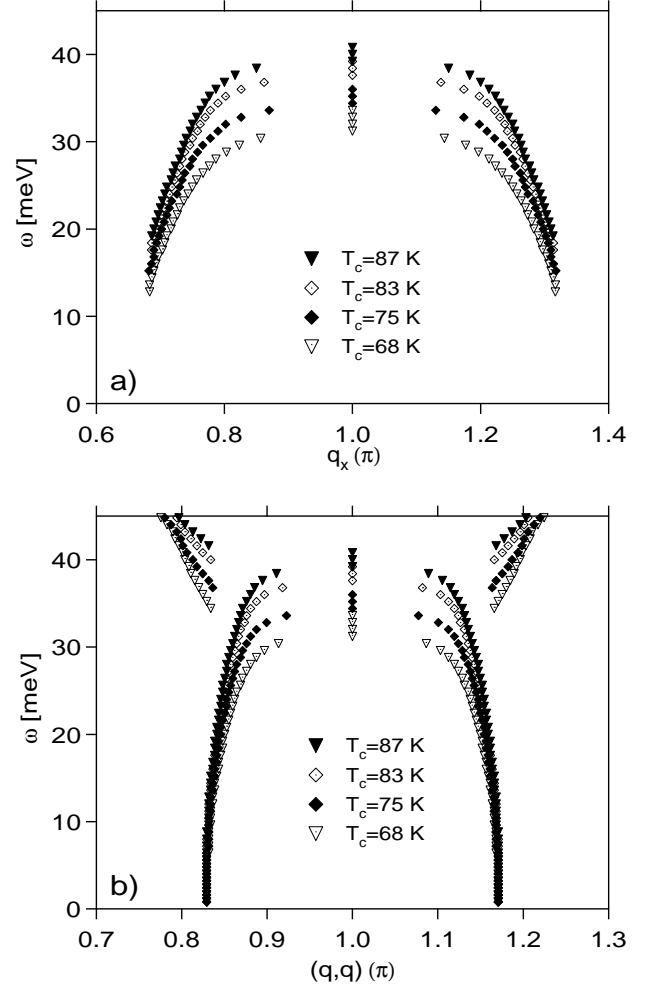 40
30
20
10
0
ω [meV]
T_c=87 K
T_c=83 K
T_c=75 K
T_c=68 K
a)
0.6 0.8 1.0 1.2 1.4
q_x (π)
40
30
20
10
0
ω [meV]
T_c=87 K
T_c=83 K
T_c=75 K
T_c=68 K
b)
0.7 0.8 0.9 1.0 1.1 1.2 1.3
(q,q) (π)